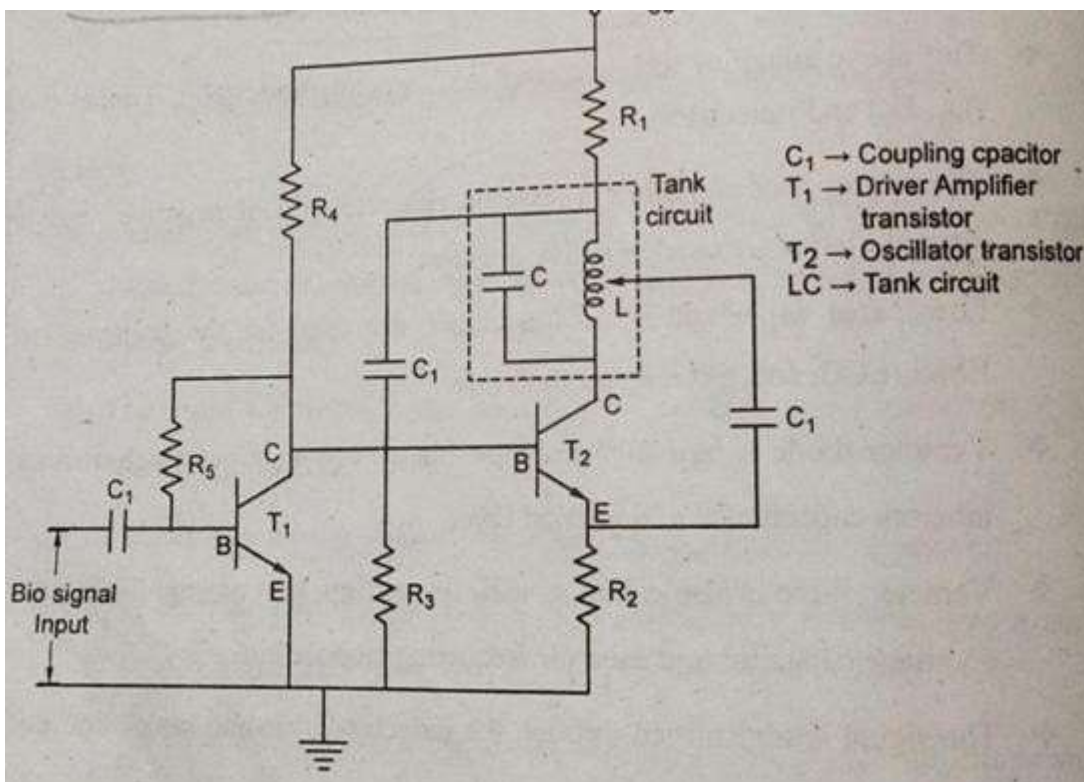 R₁
C₁ → Coupling cpacitor
T₁ → Driver Amplifier
transistor
T₂ → Oscillator transistor
LC → Tank circuit
Tank
circuit
R₄
C
L
C₁
C
C₁
R₅
C
B
T₂
C₁
E
T₁
B
E
R₃
R₂
Bio signal
Input